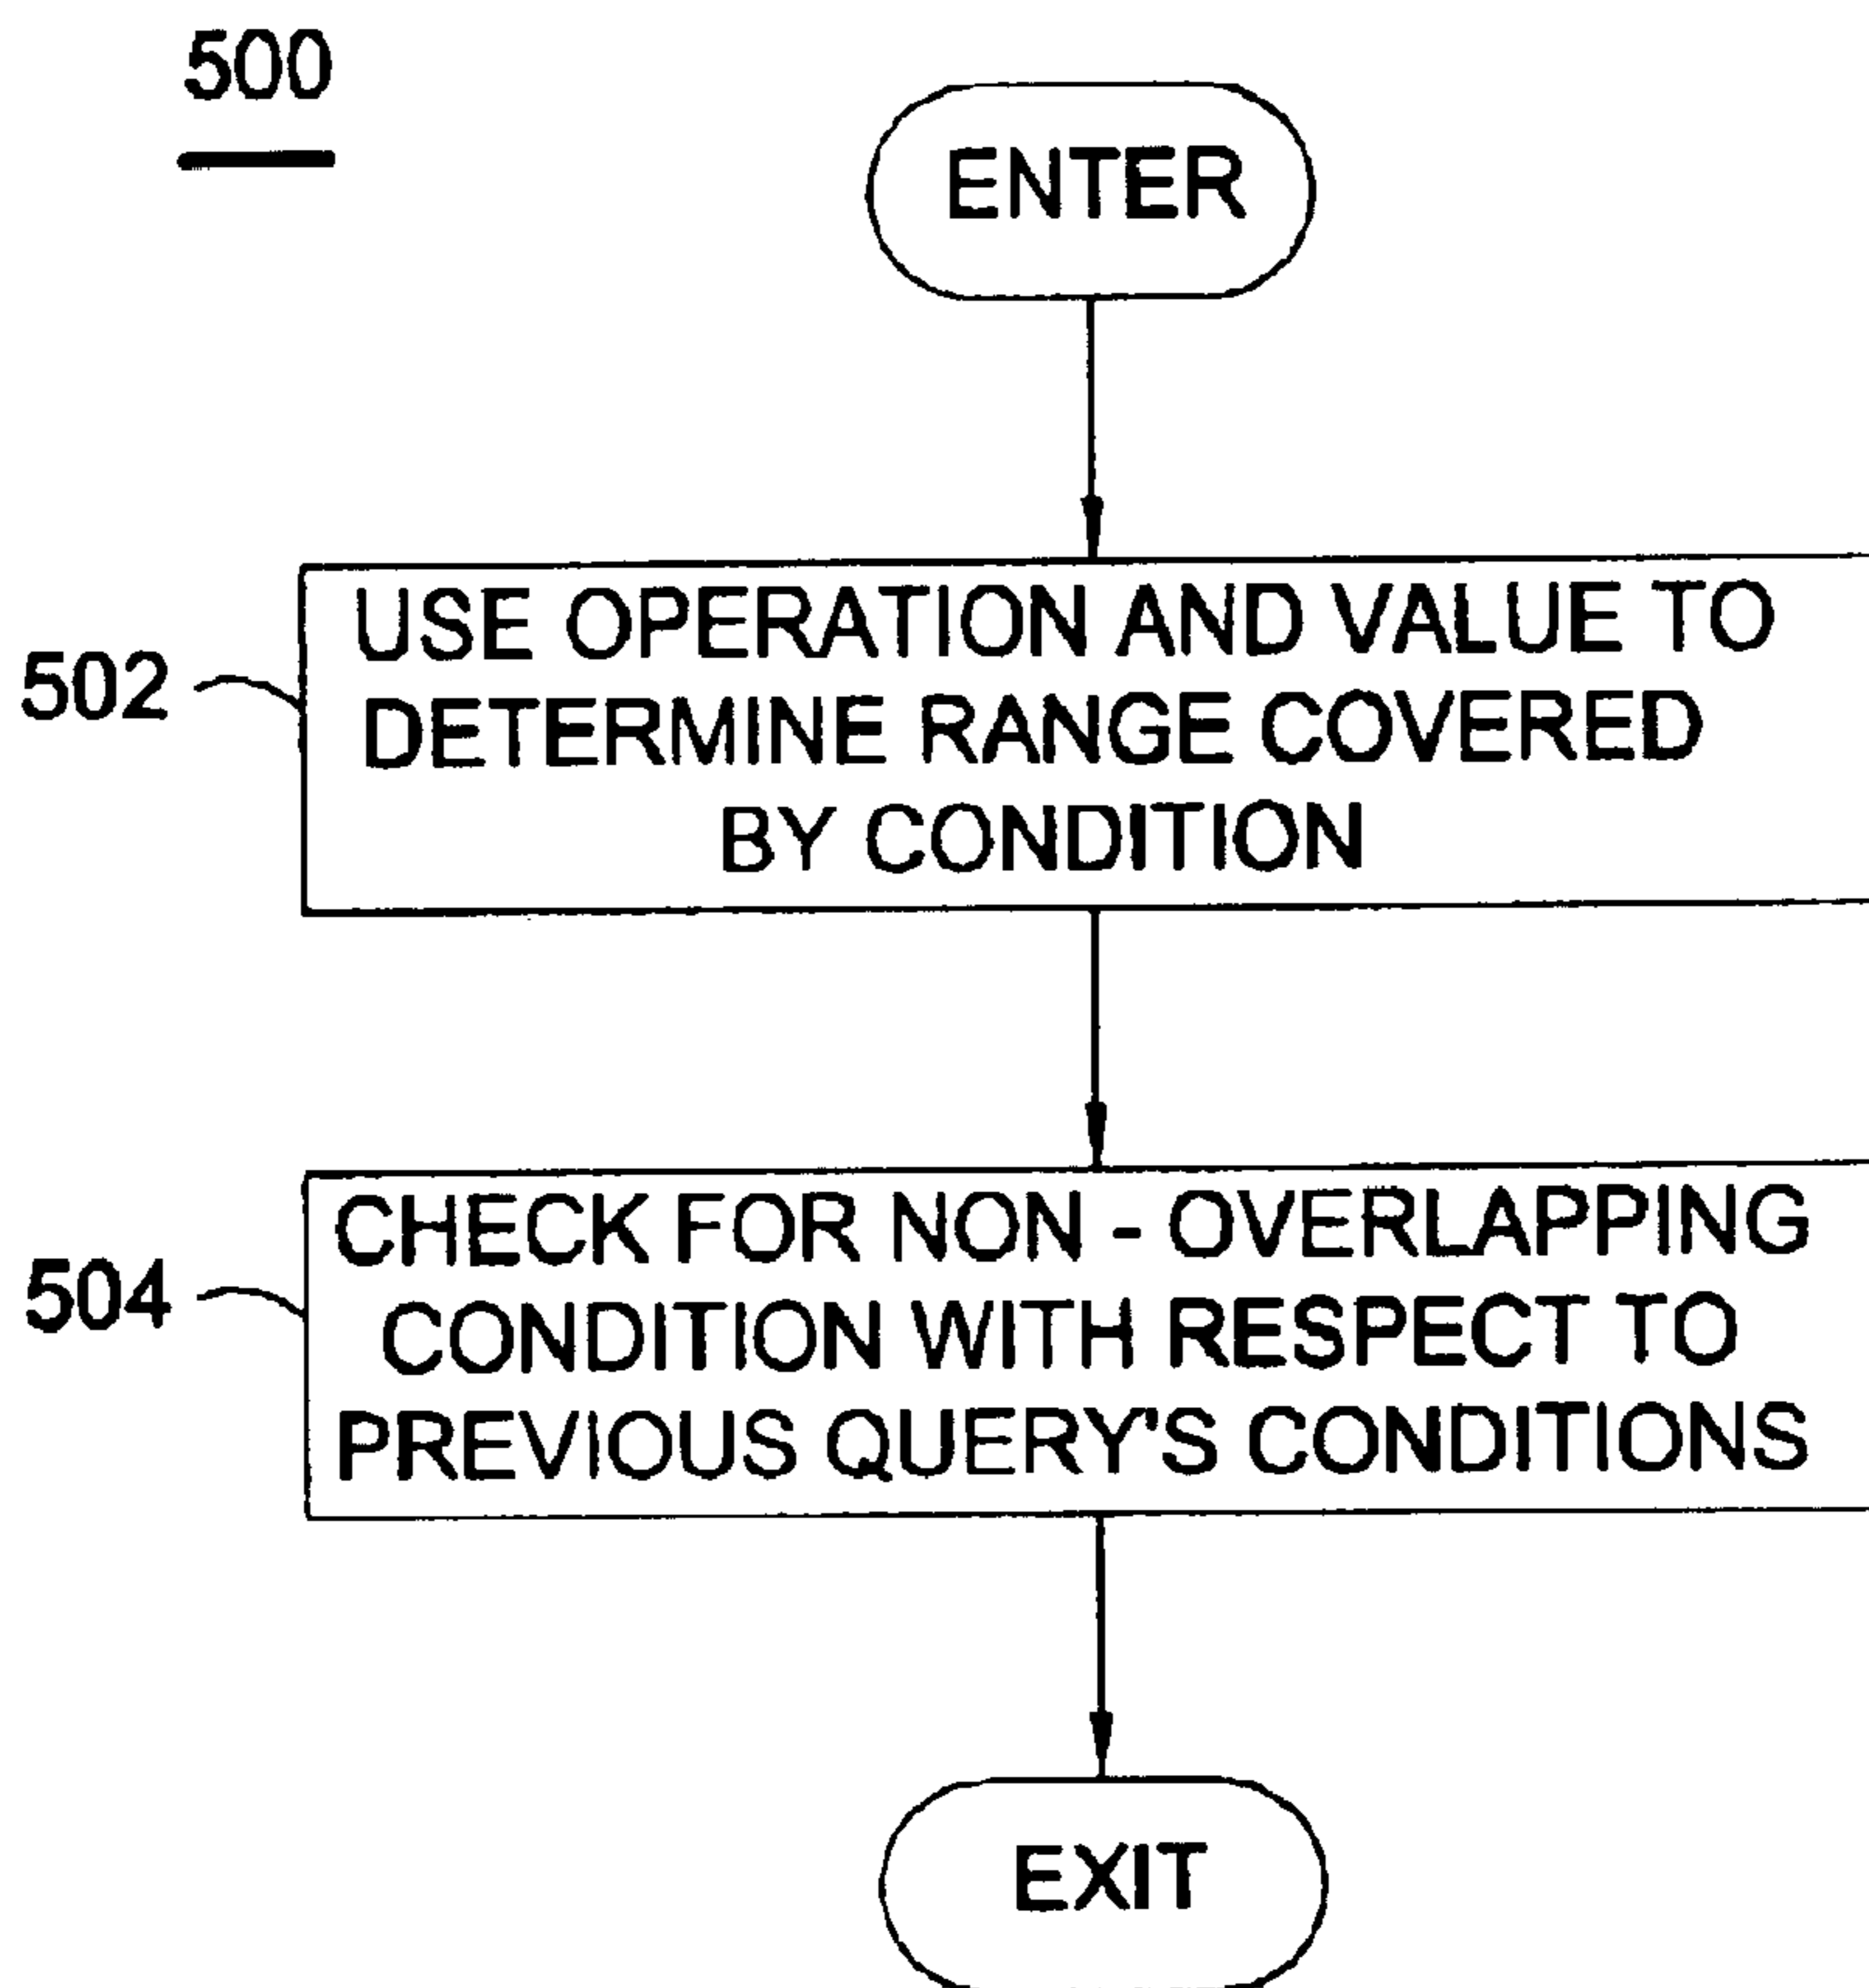 500
ENTER
502
USE OPERATION AND VALUE TO
DETERMINE RANGE COVERED
BY CONDITION
504
CHECK FOR NON - OVERLAPPING
CONDITION WITH RESPECT TO
PREVIOUS QUERY'S CONDITIONS
EXIT